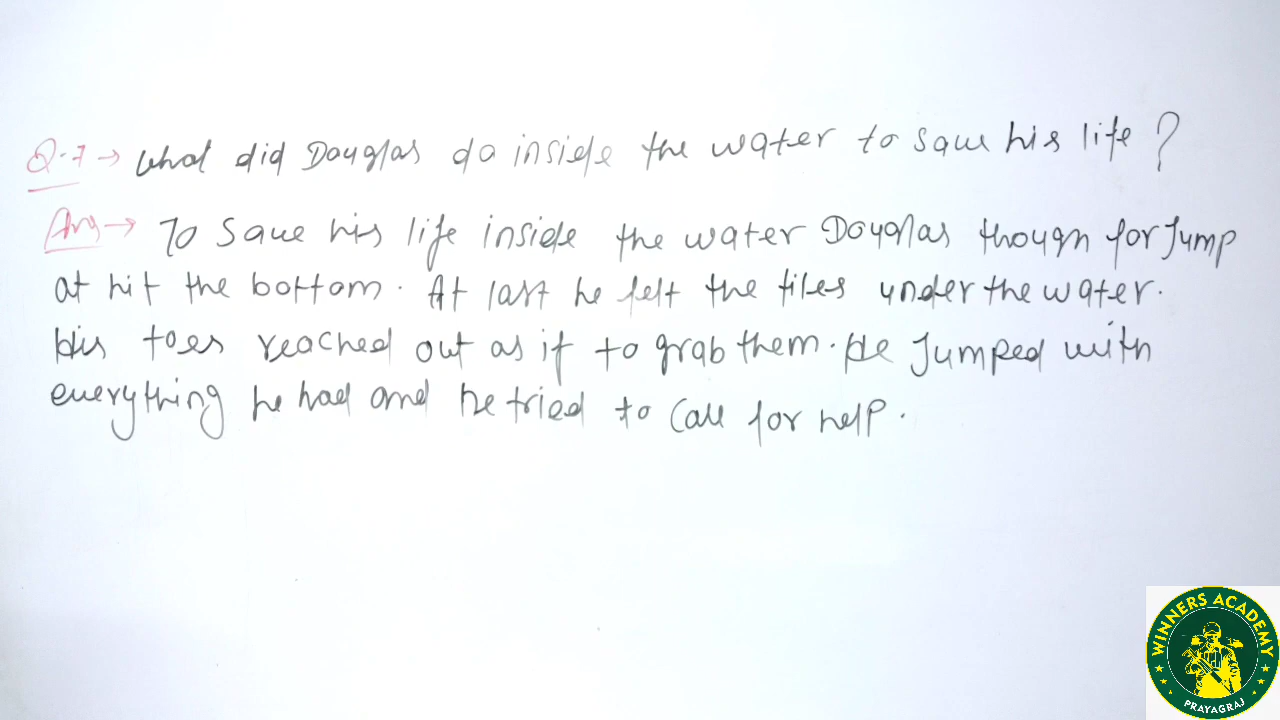 Q.7→ What did Douglas do inside the water to save his life?
Ans→ To save his life inside the water Douglas though for Jump
at hit the bottom. At last he felt the tiles under the water.
His toes reached out as if to grab them. He Jumped with
everything he had and he tried to call for help.
WINNERS ACADEMY
PRAYAGRAJ